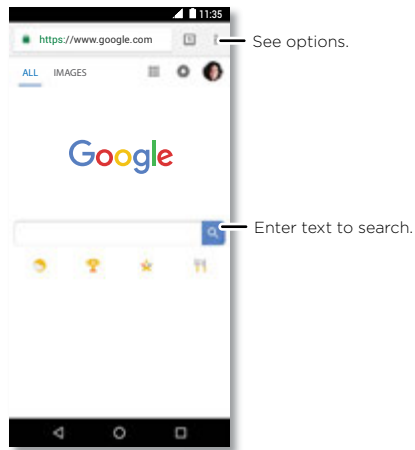 11:35
https://www.google.com
See options.
ALL IMAGES
Google
Enter text to search.